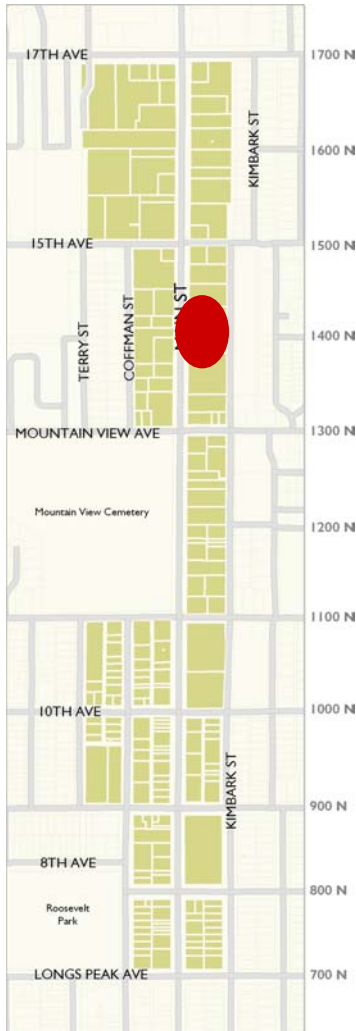 17TH AVE
1700 N
1600 N
KIMBARK ST
15TH AVE
1500 N
TERRY ST
COFFMAN ST
ST
1400 N
MOUNTAIN VIEW AVE
1300 N
Mountain View Cemetery
1200 N
1100 N
10TH AVE
1000 N
KIMBARK ST
900 N
8TH AVE
800 N
Roosevelt
Park
LONGS PEAK AVE
700 N